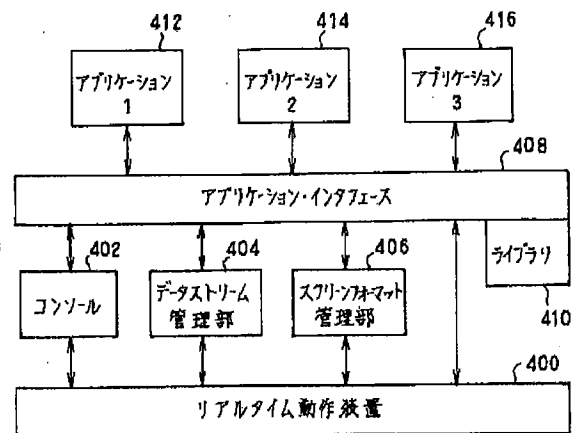 412
414
416
アプリケーション
1
アプリケーション
2
アプリケーション
3
408
アプリケーション・インタフェース
402
404
406
ライブラリ
コンソール
データストリーム
管理部
スクリーンフォーマット
管理部
410
400
リアルタイム動作装置